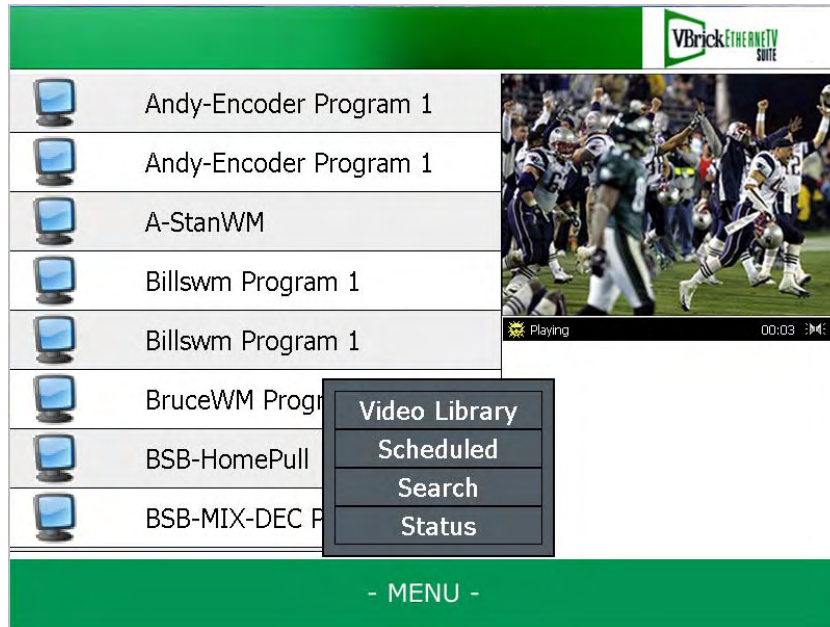 VBrick ETHERNETV
SUITE
Andy-Encoder Program 1
Andy-Encoder Program 1
A-StanWM
Billswm Program 1
Billswm Program 1
BruceWM Progr
BSB-HomePull
BSB-MIX-DEC P
Playing 00:03
Video Library
Scheduled
Search
Status
- MENU -